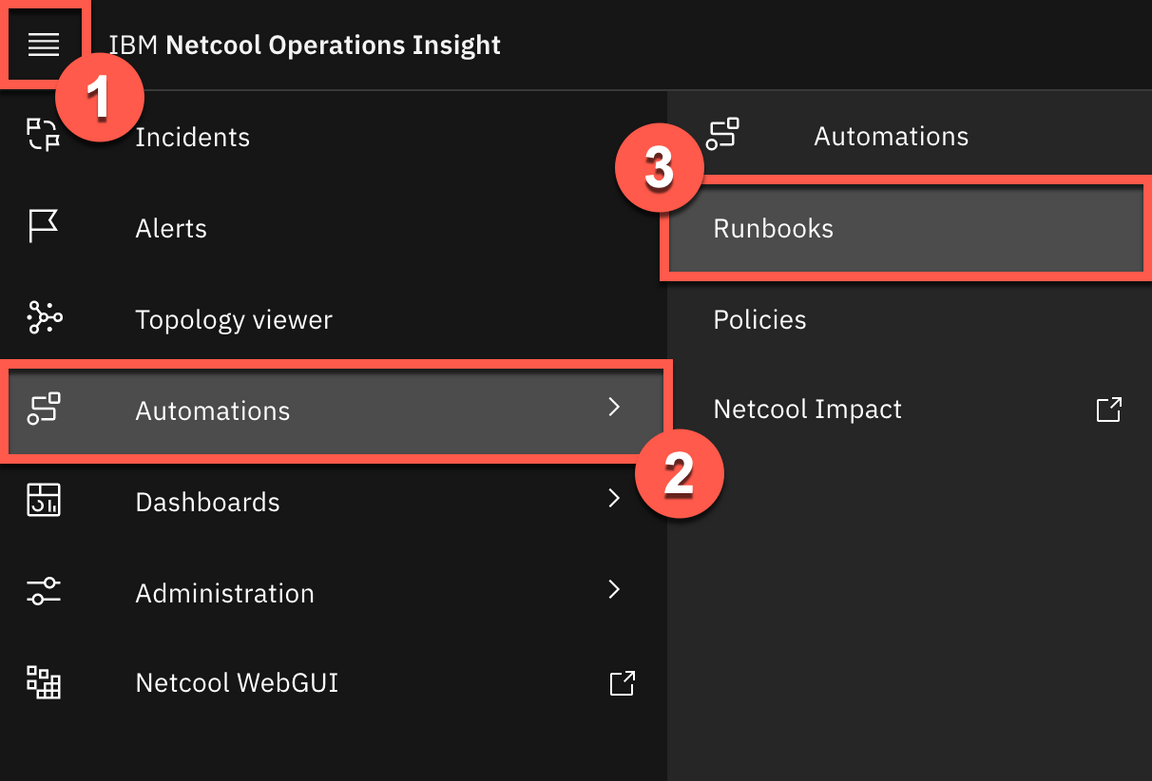 IBM Netcool Operations Insight
1
Incidents
Alerts
Topology viewer
Automations
2
Dashboards
Administration
Netcool WebGUI
3
Automations
Runbooks
Policies
Netcool Impact